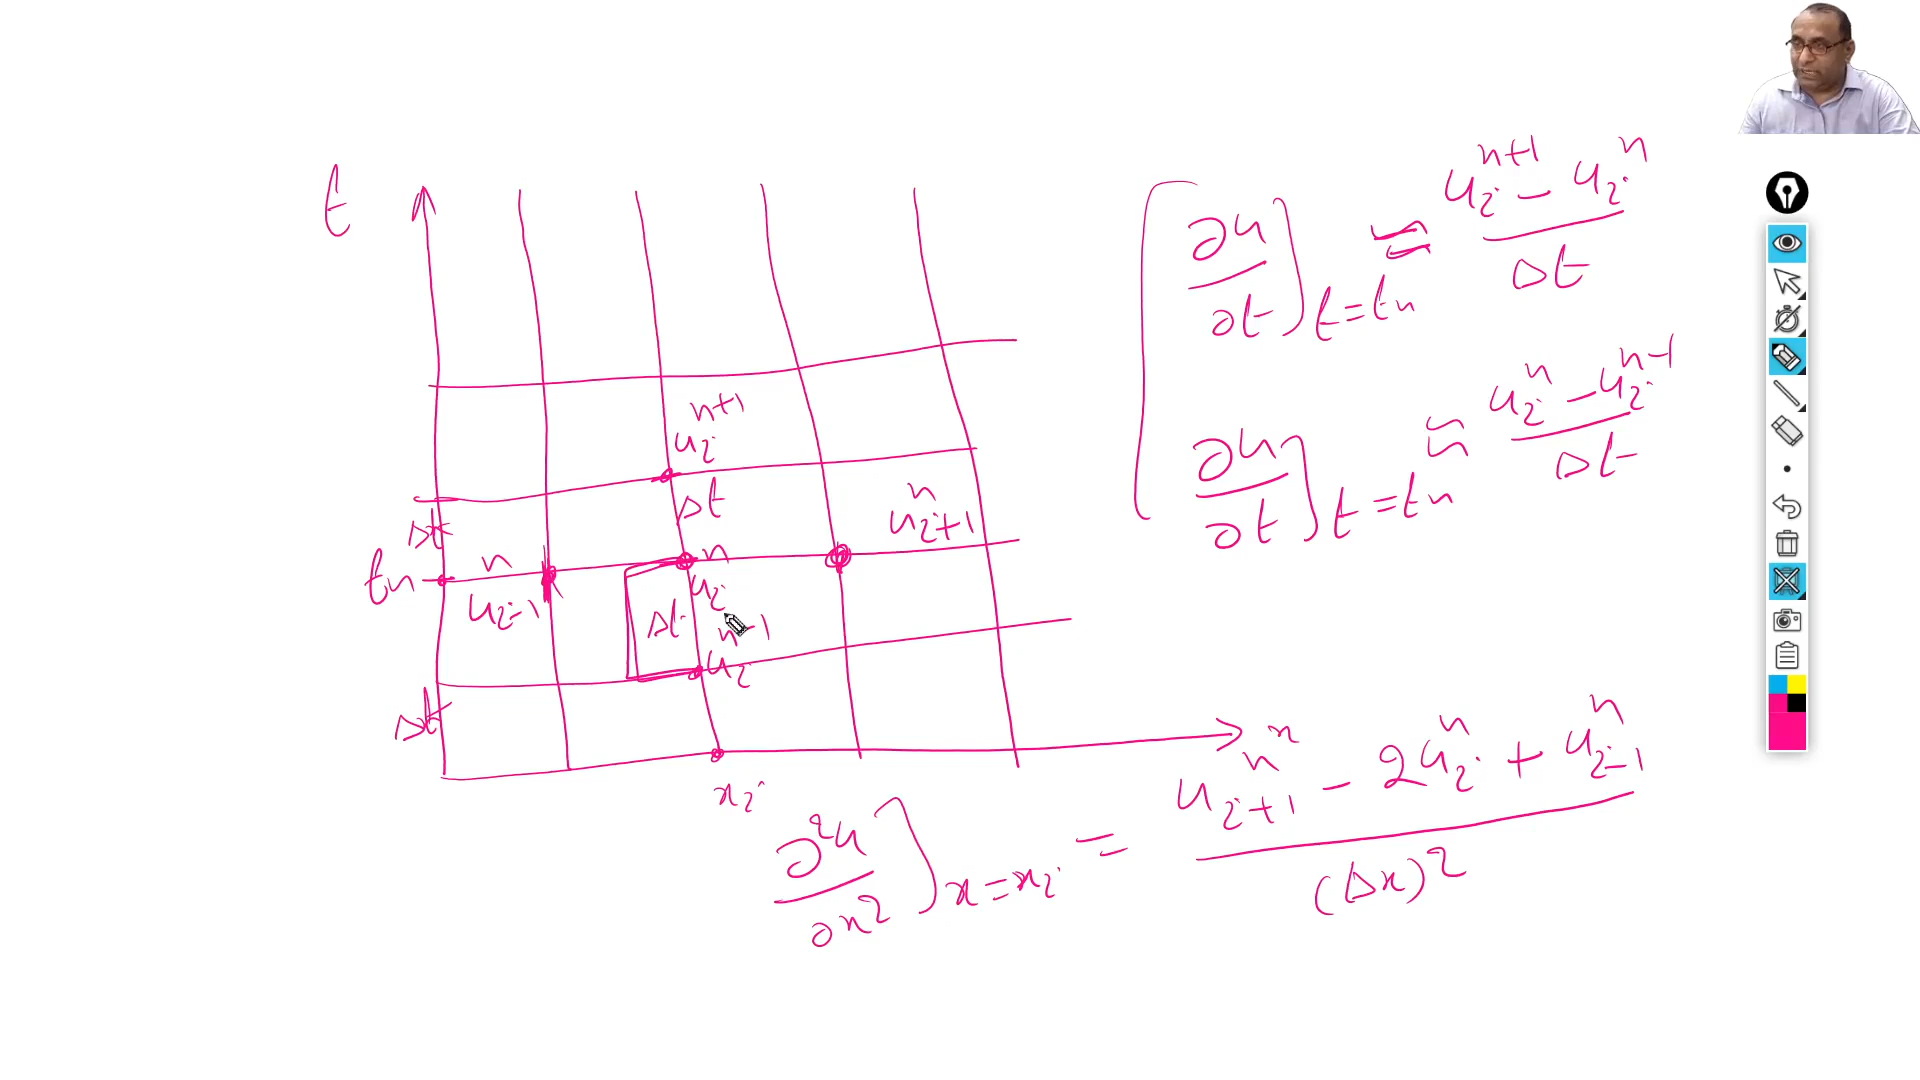 t
∂u/∂t)_{t=t_n} ≈ (u_i^{n+1} − u_i^n)/Δt
n+1
u_i
Δt
n
u_{i+1}
Δt
t_n
n
u_{i−1}
n
u_i
Δt
n−1
u_i
∂u/∂t)_{t=t_n} ≈ (u_i^n − u_i^{n−1})/Δt
Δt
x
x_i
∂²u/∂x²)_{x=x_i} = (u_{i+1}^n − 2u_i^n + u_{i−1}^n)/(Δx)²